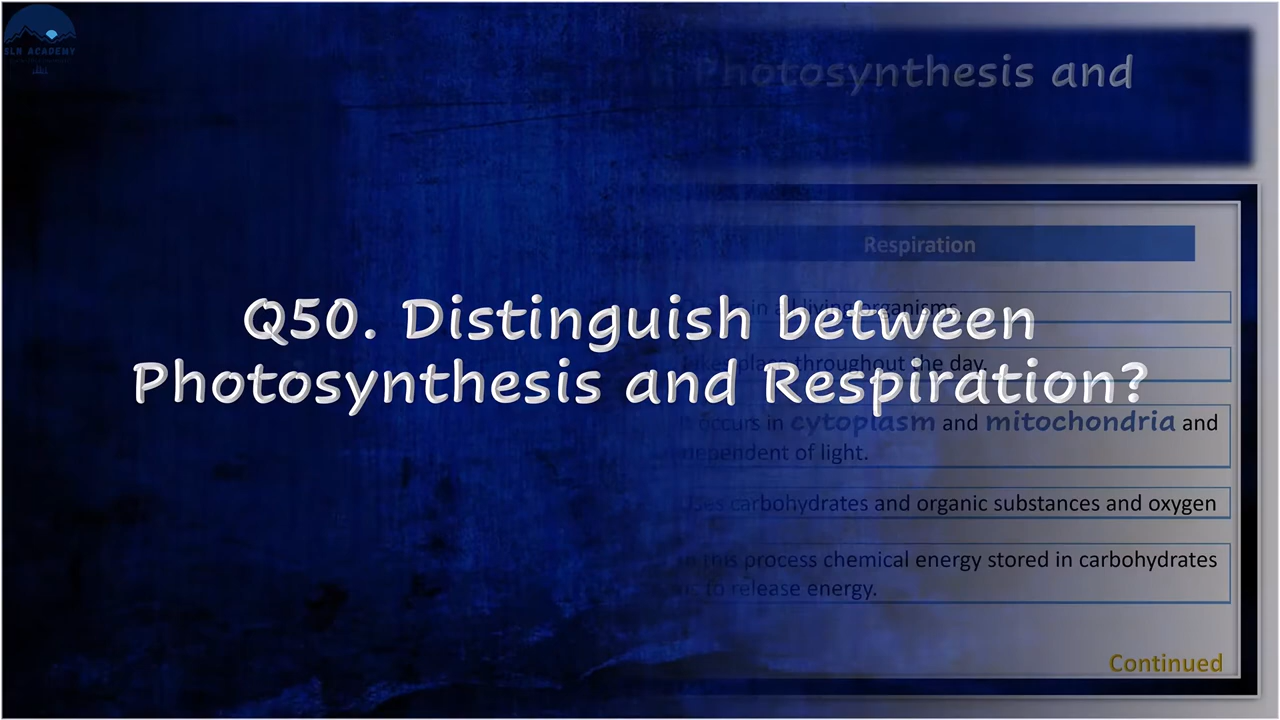 SLR ACADEMY
Photosynthesis and
Respiration
Q50. Distinguish between
Photosynthesis and Respiration?
in all living organisms.
place throughout the day.
occurs in cytoplasm and mitochondria and
independent of light.
Uses carbohydrates and organic substances and oxygen
In this process chemical energy stored in carbohydrates
to release energy.
Continued